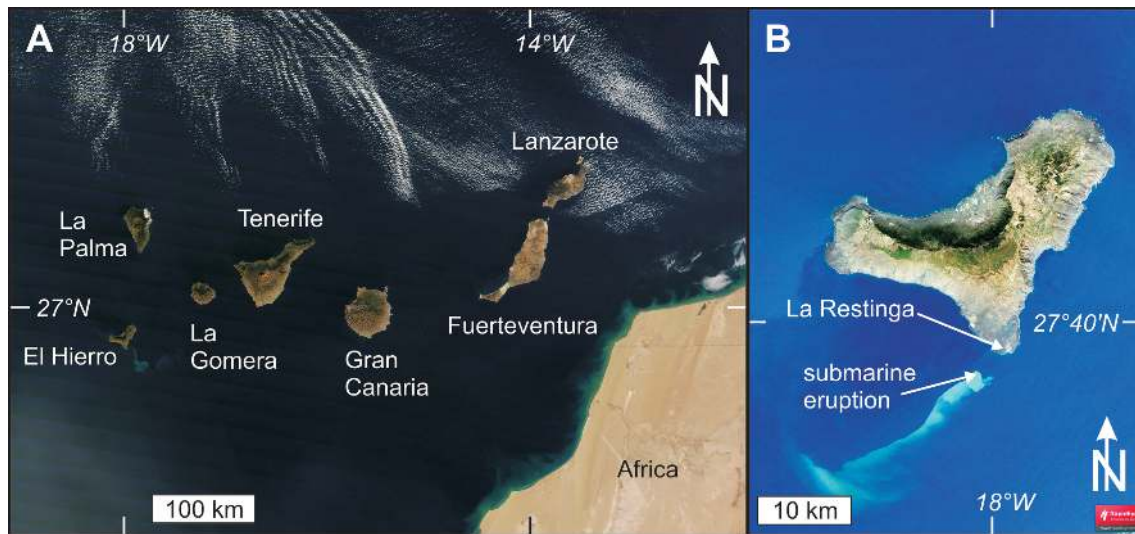 A
18°W
14°W
N
Lanzarote
La
Palma
Tenerife
27°N
El Hierro
La
Gomera
Gran
Canaria
Fuerteventura
Africa
100 km
B
N
La Restinga
27°40'N
submarine
eruption
10 km
18°W